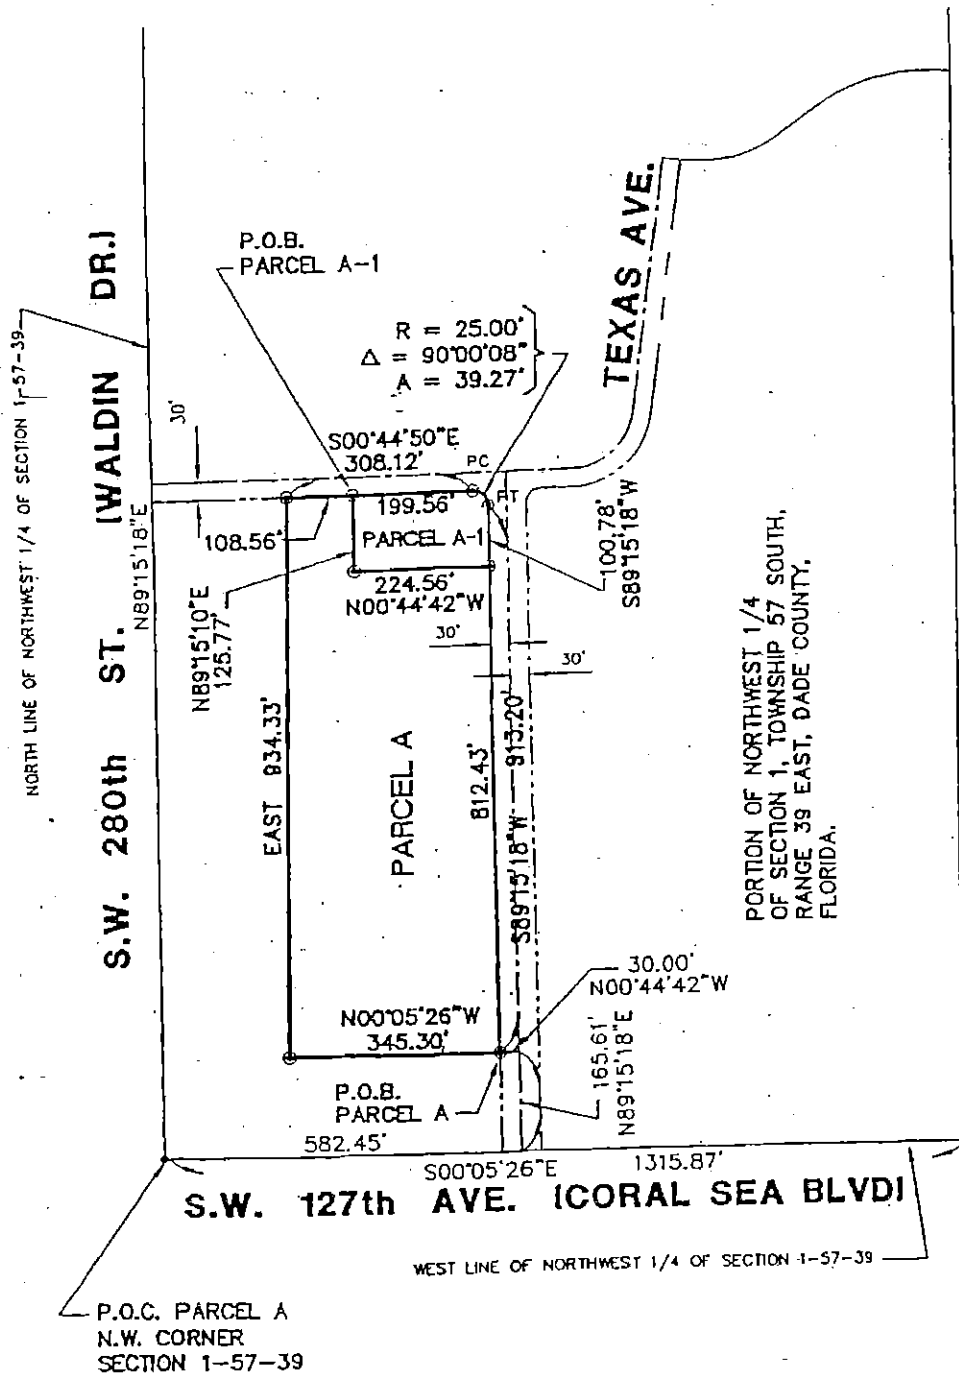 TEXAS AVE.
P.O.B.
PARCEL A-1
R = 25.00'
Δ = 90°00'08"
A = 39.27'
NORTH LINE OF NORTHWEST 1/4 OF SECTION 1-57-39
S.W. 280th ST. (WALDIN DR.)
N89°15'18"E
30'
S00°44'50"E
308.12'
PC
PT
199.56'
108.56'
PARCEL A-1
100.78'
S89°15'18"W
224.56'
N00°44'42"W
N89°15'10"E
125.77'
30'
30'
EAST 934.33'
PARCEL A
812.43'
S89°15'18"W 913.20'
PORTION OF NORTHWEST 1/4
OF SECTION 1, TOWNSHIP 57 SOUTH,
RANGE 39 EAST, DADE COUNTY,
FLORIDA.
30.00'
N00°44'42"W
N00°05'26"W
345.30'
165.61'
N89°15'18"E
P.O.B.
PARCEL A
582.45'
S00°05'26"E
1315.87'
S.W. 127th AVE. (CORAL SEA BLVD)
WEST LINE OF NORTHWEST 1/4 OF SECTION 1-57-39
P.O.C. PARCEL A
N.W. CORNER
SECTION 1-57-39